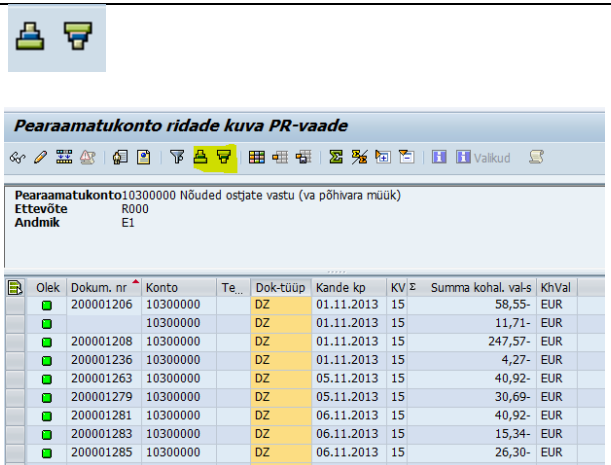 Pearaamatukonto ridade kuva PR-vaade
Valikud
Pearaamatukonto10300000 Nõuded ostjate vastu (va põhivara müük)
Ettevõte R000
Andmik E1
Olek Dokum. nr Konto Te... Dok-tüüp Kande kp KV Σ Summa kohal. val-s KhVal
200001206 10300000 DZ 01.11.2013 15 58,55- EUR
10300000 DZ 01.11.2013 15 11,71- EUR
200001208 10300000 DZ 01.11.2013 15 247,57- EUR
200001236 10300000 DZ 01.11.2013 15 4,27- EUR
200001263 10300000 DZ 05.11.2013 15 40,92- EUR
200001279 10300000 DZ 05.11.2013 15 30,69- EUR
200001281 10300000 DZ 06.11.2013 15 40,92- EUR
200001283 10300000 DZ 06.11.2013 15 15,34- EUR
200001285 10300000 DZ 06.11.2013 15 26,30- EUR